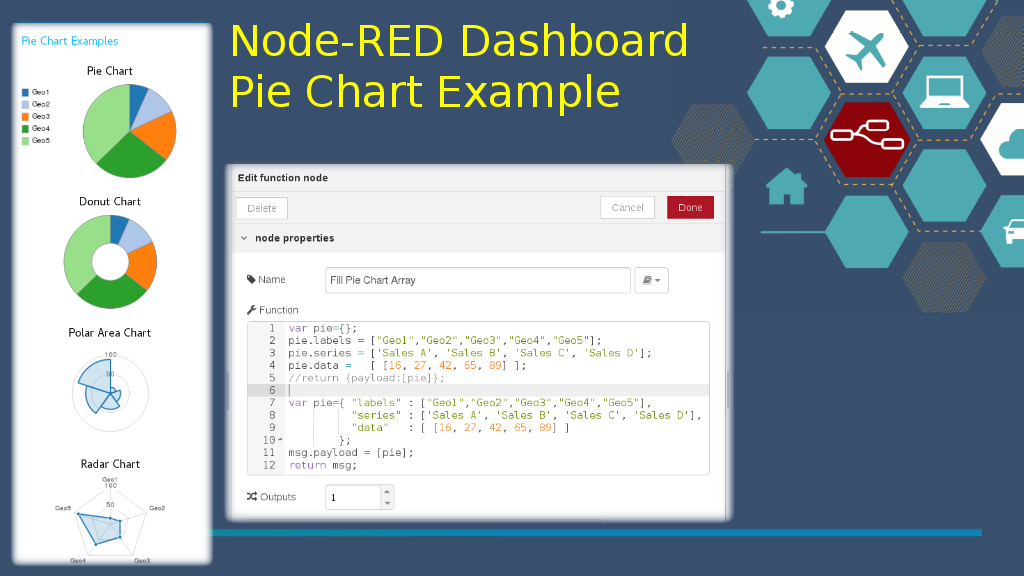 Node-RED Dashboard
Pie Chart Example
Pie Chart Examples
Pie Chart
Geo1
Geo2
Geo3
Geo4
Geo5
Donut Chart
Polar Area Chart
100
50
Radar Chart
Geo1
100
50
Geo5
Geo2
Geo4
Geo3
Edit function node
Delete
Cancel
Done
node properties
Name
Fill Pie Chart Array
Function
1 var pie={};
2 pie.labels = ["Geo1","Geo2","Geo3","Geo4","Geo5"];
3 pie.series = ['Sales A', 'Sales B', 'Sales C', 'Sales D'];
4 pie.data =   [ [16, 27, 42, 65, 89] ];
5 //return {payload:[pie]};
6
7 var pie={ "labels" : ["Geo1","Geo2","Geo3","Geo4","Geo5"],
8          "series" : ['Sales A', 'Sales B', 'Sales C', 'Sales D'],
9          "data"   : [ [16, 27, 42, 65, 89] ]
10        };
11 msg.payload = [pie];
12 return msg;
Outputs
1